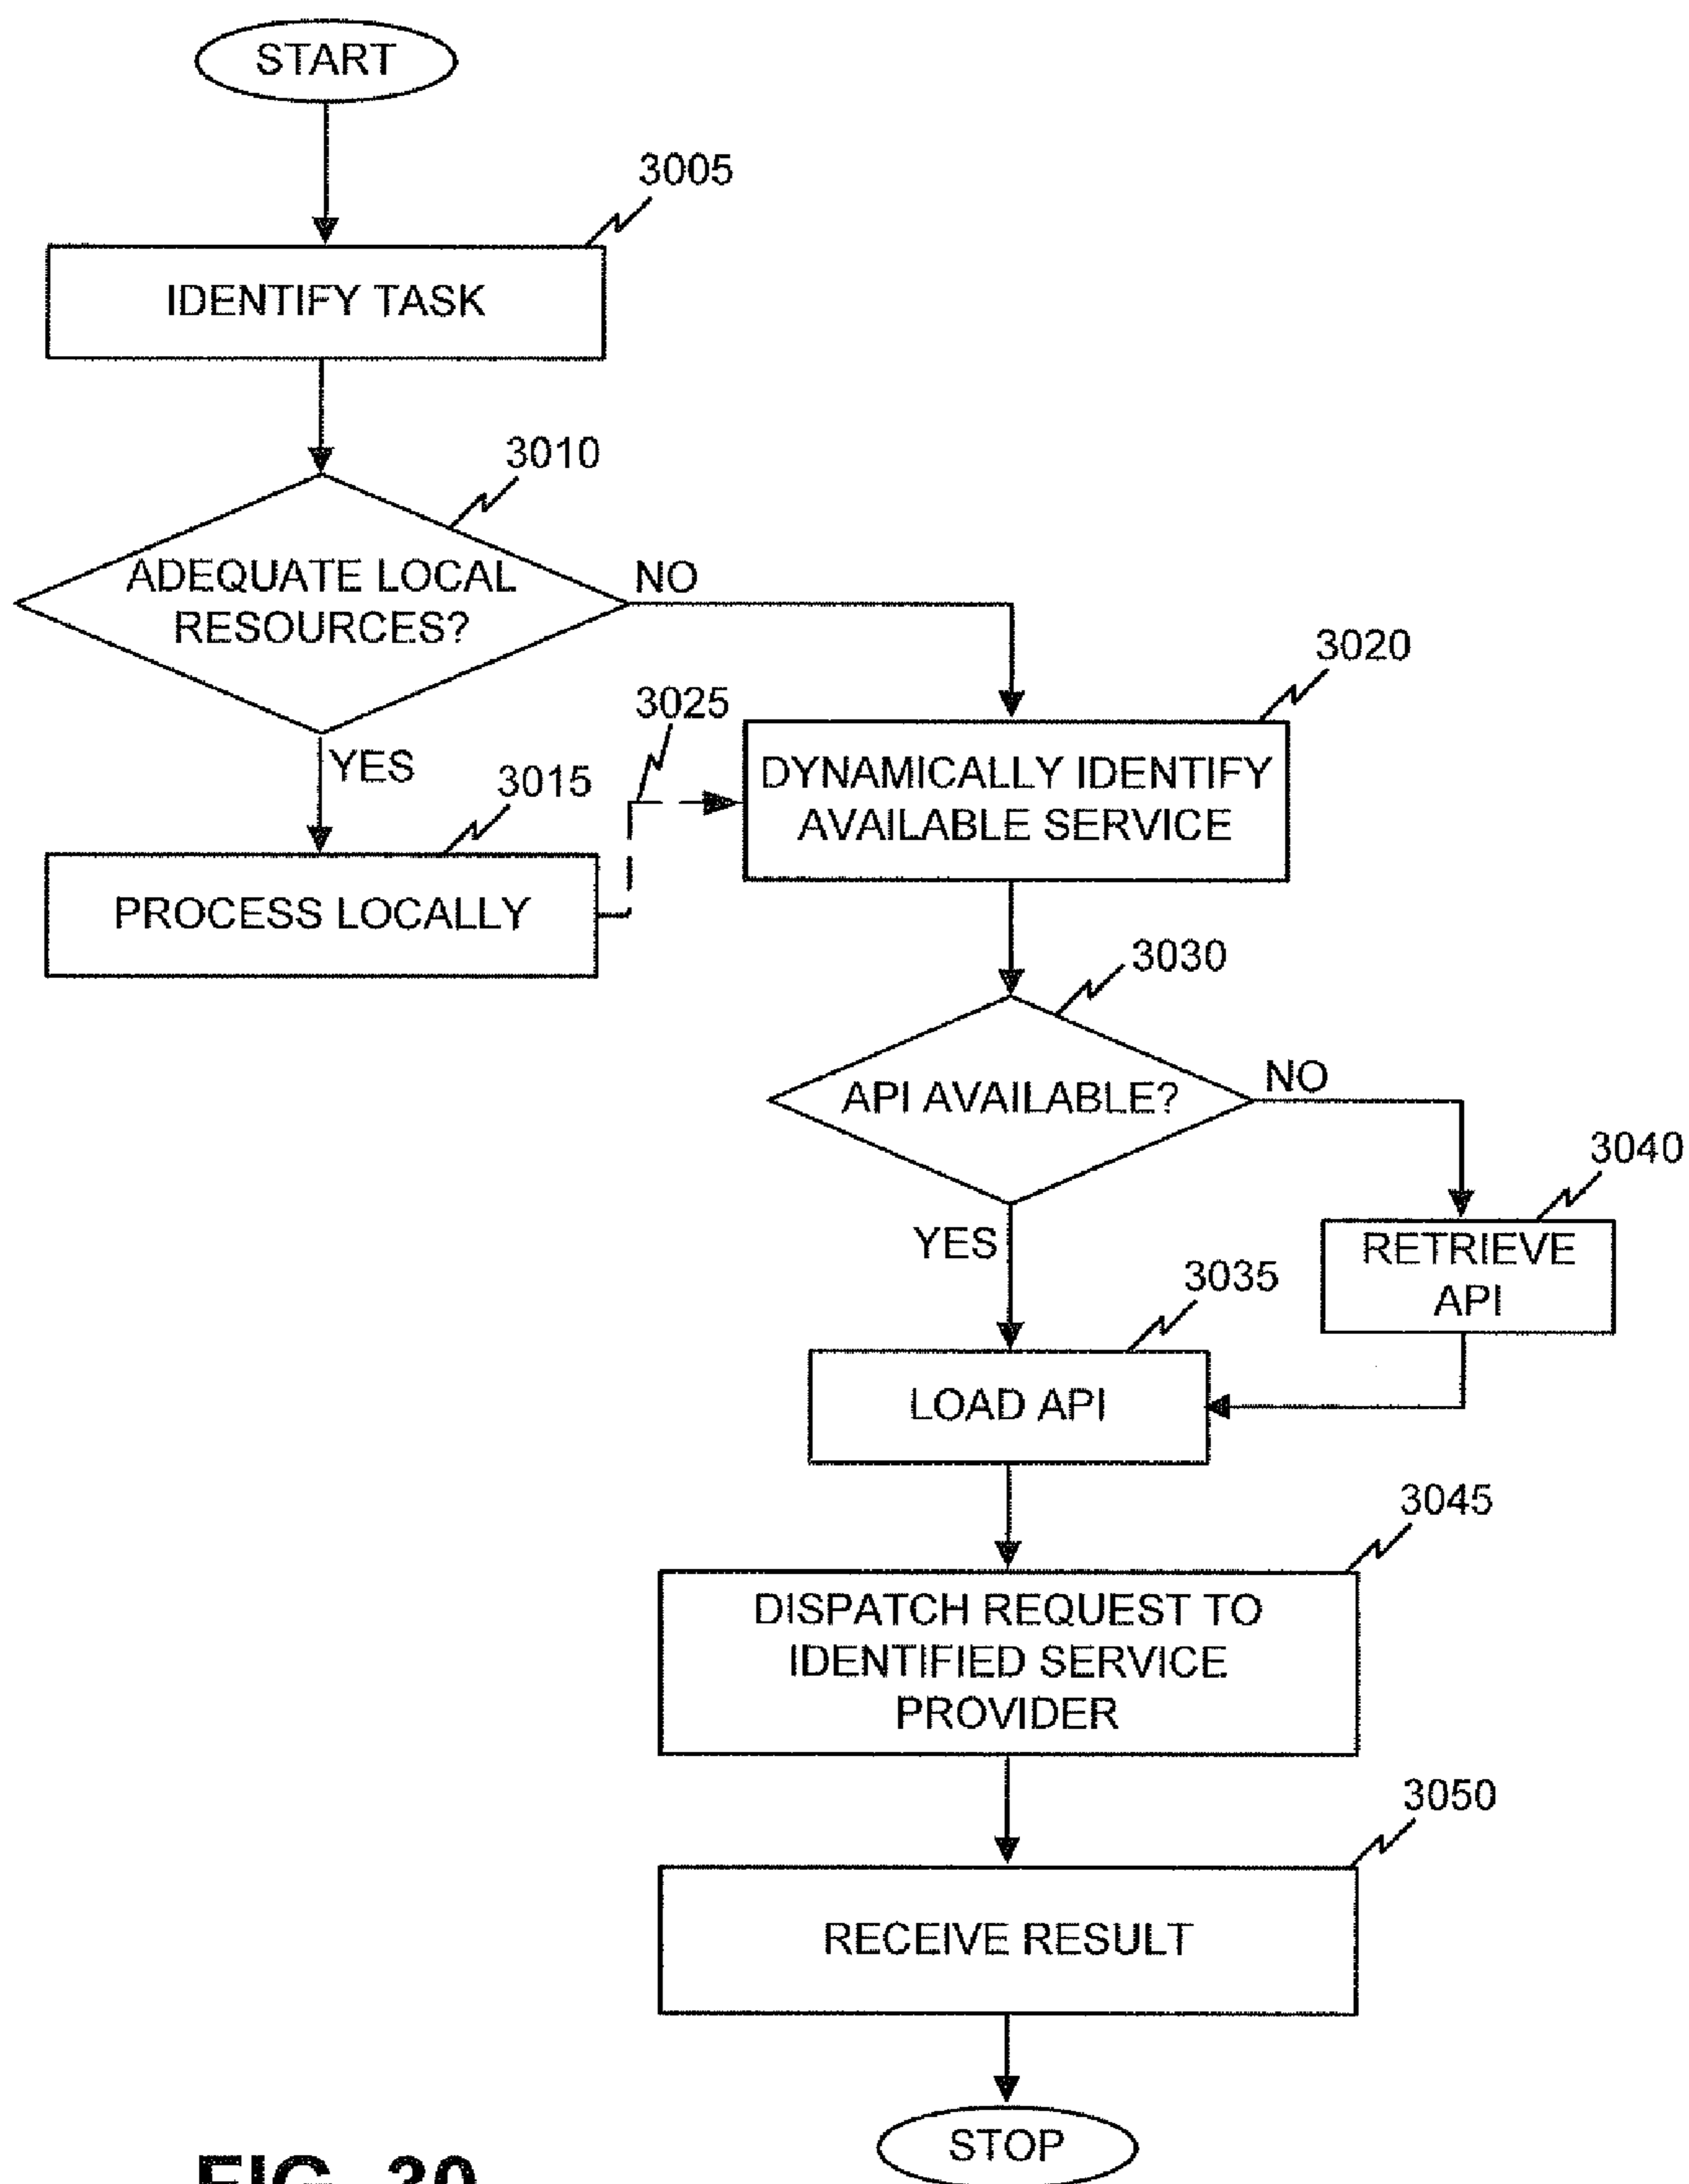 START
3005
IDENTIFY TASK
3010
ADEQUATE LOCAL
RESOURCES?
NO
3020
3025
YES
3015
DYNAMICALLY IDENTIFY
AVAILABLE SERVICE
PROCESS LOCALLY
3030
API AVAILABLE?
NO
3040
YES
RETRIEVE
API
3035
LOAD API
3045
DISPATCH REQUEST TO
IDENTIFIED SERVICE
PROVIDER
3050
RECEIVE RESULT
STOP
FIG. 30